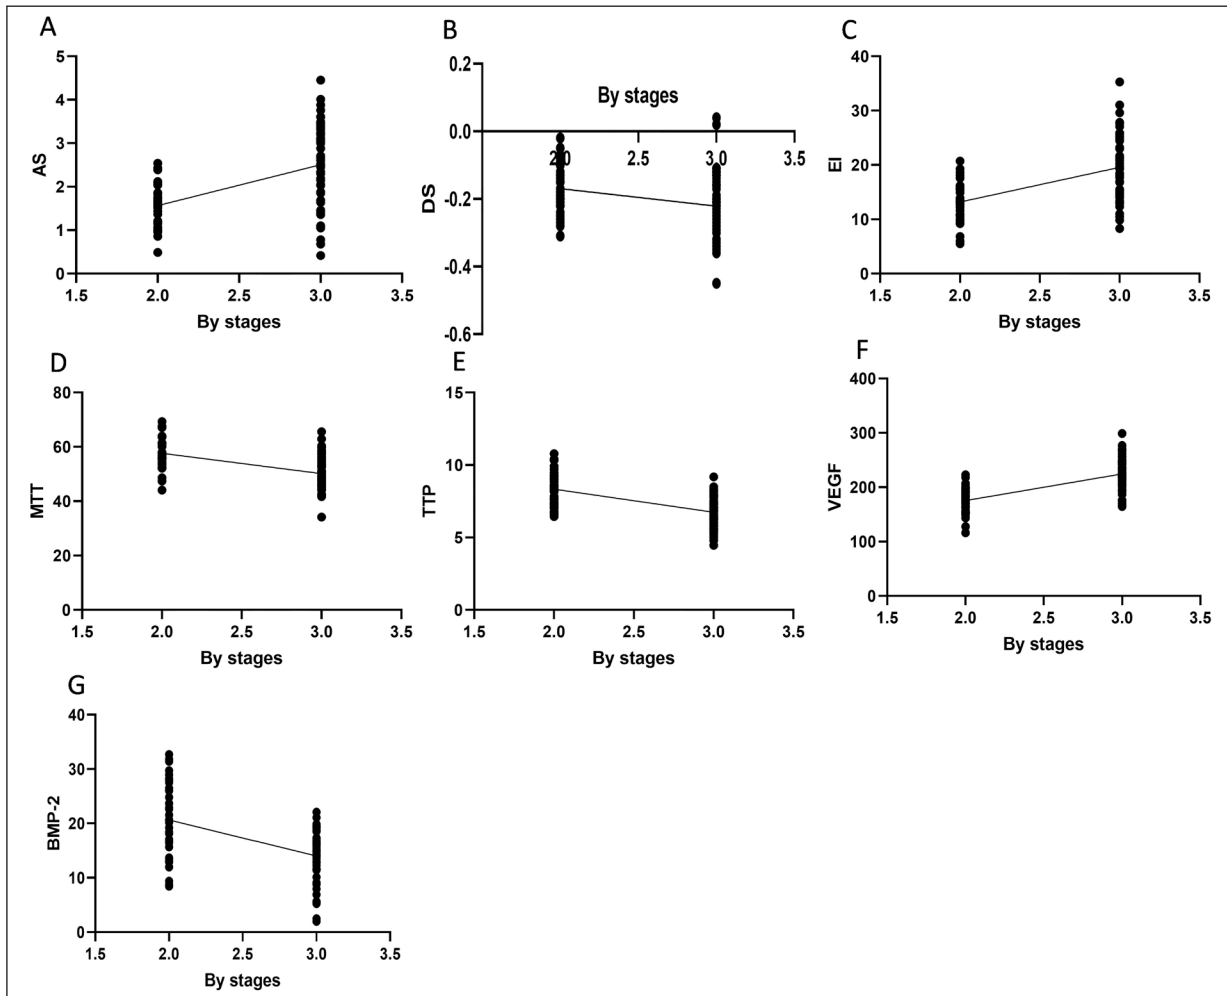 A
5
4
3
2
1
0
AS
1.5 2.0 2.5 3.0 3.5
By stages
B
0.2
0.0
-0.2
-0.4
-0.6
DS
By stages
2.0 2.5 3.0 3.5
C
40
30
20
10
0
EI
1.5 2.0 2.5 3.0 3.5
By stages
D
80
60
40
20
0
MTT
1.5 2.0 2.5 3.0 3.5
By stages
E
15
10
5
0
TTP
1.5 2.0 2.5 3.0 3.5
By stages
F
400
300
200
100
0
VEGF
1.5 2.0 2.5 3.0 3.5
By stages
G
40
30
20
10
0
BMP-2
1.5 2.0 2.5 3.0 3.5
By stages